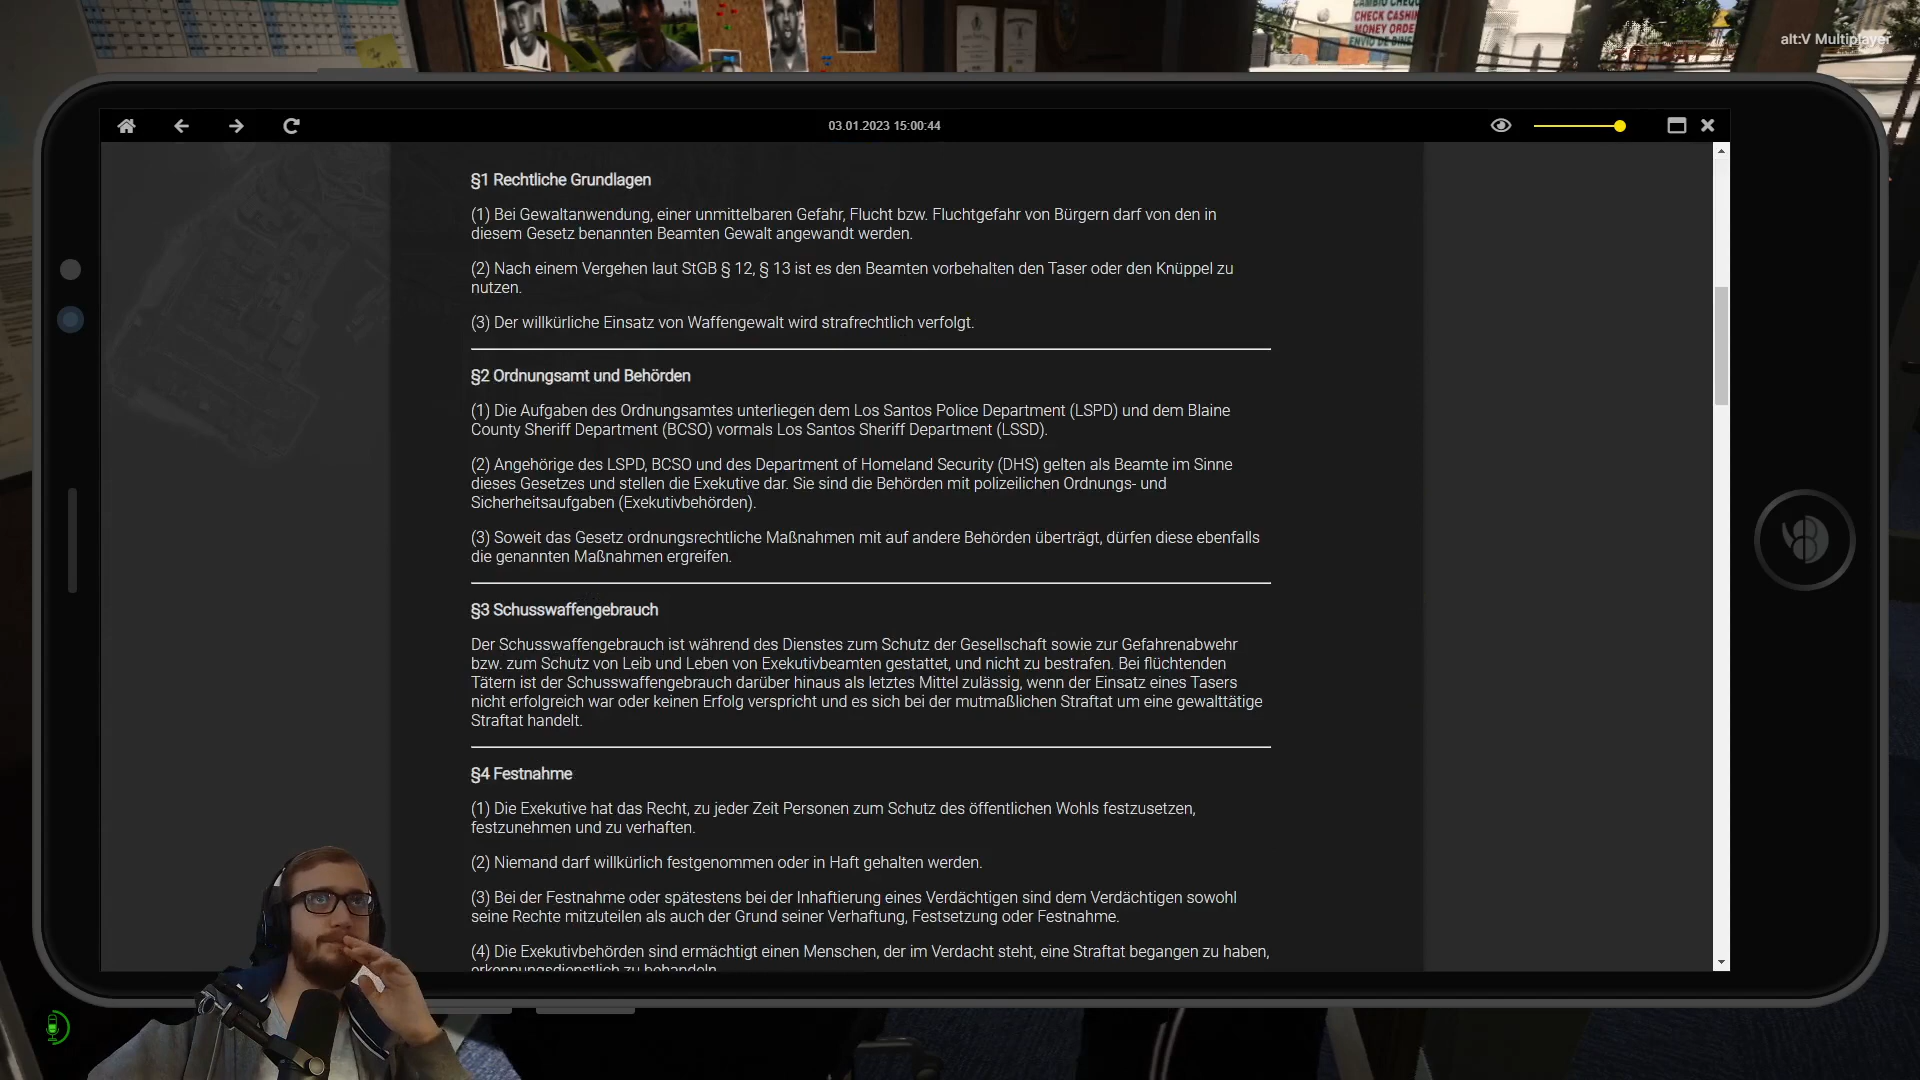 CAMBIO CHEQUE
CHECK CASHING
MONEY ORDER
alt:V Multiplayer
03.01.2023 15:00:44
§1 Rechtliche Grundlagen
(1) Bei Gewaltanwendung, einer unmittelbaren Gefahr, Flucht bzw. Fluchtgefahr von Bürgern darf von den in
diesem Gesetz benannten Beamten Gewalt angewandt werden.
(2) Nach einem Vergehen laut StGB § 12, § 13 ist es den Beamten vorbehalten den Taser oder den Knüppel zu
nutzen.
(3) Der willkürliche Einsatz von Waffengewalt wird strafrechtlich verfolgt.
§2 Ordnungsamt und Behörden
(1) Die Aufgaben des Ordnungsamtes unterliegen dem Los Santos Police Department (LSPD) und dem Blaine
County Sheriff Department (BCSO) vormals Los Santos Sheriff Department (LSSD).
(2) Angehörige des LSPD, BCSO und des Department of Homeland Security (DHS) gelten als Beamte im Sinne
dieses Gesetzes und stellen die Exekutive dar. Sie sind die Behörden mit polizeilichen Ordnungs- und
Sicherheitsaufgaben (Exekutivbehörden).
(3) Soweit das Gesetz ordnungsrechtliche Maßnahmen mit auf andere Behörden überträgt, dürfen diese ebenfalls
die genannten Maßnahmen ergreifen.
§3 Schusswaffengebrauch
Der Schusswaffengebrauch ist während des Dienstes zum Schutz der Gesellschaft sowie zur Gefahrenabwehr
bzw. zum Schutz von Leib und Leben von Exekutivbeamten gestattet, und nicht zu bestrafen. Bei flüchtenden
Tätern ist der Schusswaffengebrauch darüber hinaus als letztes Mittel zulässig, wenn der Einsatz eines Tasers
nicht erfolgreich war oder keinen Erfolg verspricht und es sich bei der mutmaßlichen Straftat um eine gewalttätige
Straftat handelt.
§4 Festnahme
(1) Die Exekutive hat das Recht, zu jeder Zeit Personen zum Schutz des öffentlichen Wohls festzusetzen,
festzunehmen und zu verhaften.
(2) Niemand darf willkürlich festgenommen oder in Haft gehalten werden.
(3) Bei der Festnahme oder spätestens bei der Inhaftierung eines Verdächtigen sind dem Verdächtigen sowohl
seine Rechte mitzuteilen als auch der Grund seiner Verhaftung, Festsetzung oder Festnahme.
(4) Die Exekutivbehörden sind ermächtigt einen Menschen, der im Verdacht steht, eine Straftat begangen zu haben,
erkennungsdienstlich zu behandeln